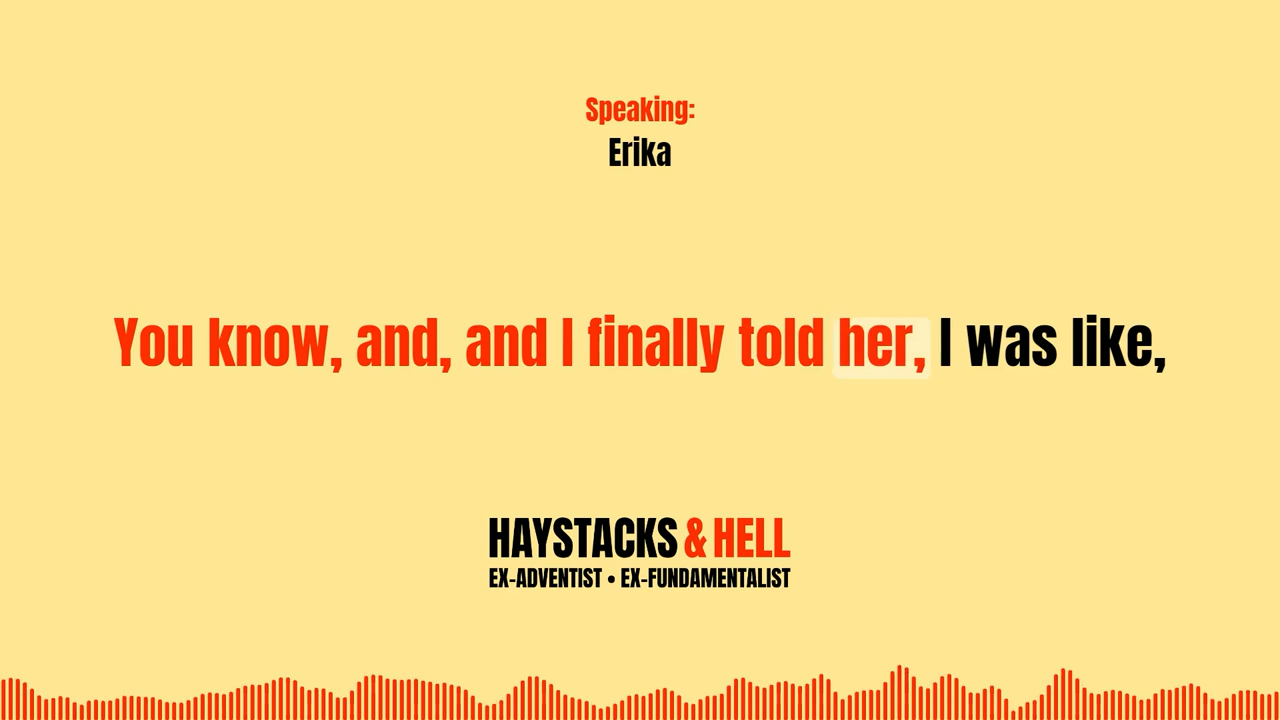 Speaking:
Erika
You know, and, and I finally told her, I was like,
HAYSTACKS & HELL
EX-ADVENTIST • EX-FUNDAMENTALIST